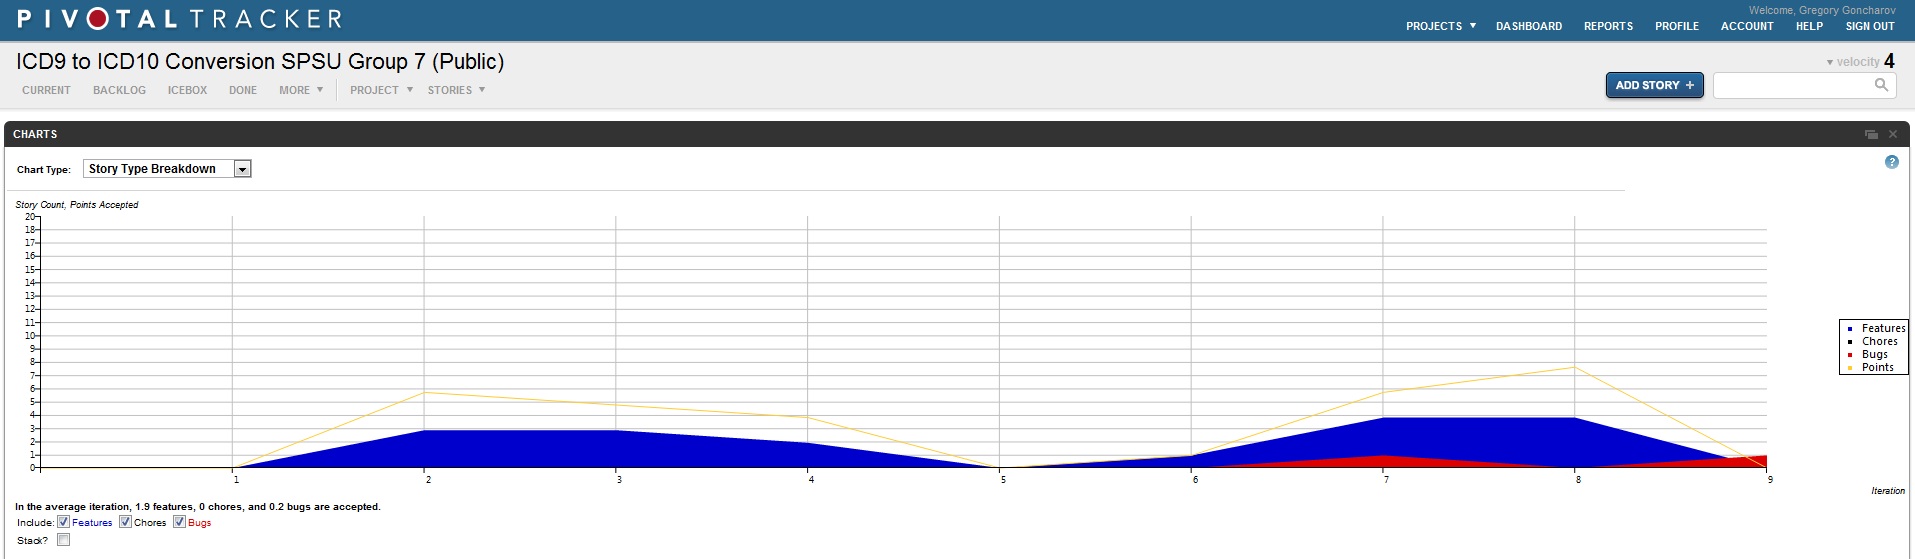 PIVOTAL TRACKER
Welcome, Gregory Goncharov
PROJECTS DASHBOARD REPORTS PROFILE ACCOUNT HELP SIGN OUT
ICD9 to ICD10 Conversion SPSU Group 7 (Public)
velocity 4
CURRENT BACKLOG ICEBOX DONE MORE PROJECT STORIES
ADD STORY +
CHARTS
Chart Type: Story Type Breakdown
?
Story Count, Points Accepted
20
18
17
16
15
14
13
12
11
10
9
8
7
6
5
4
3
2
1
0
Features
Chores
Bugs
Points
1 2 3 4 5 6 7 8 9
Iteration
In the average iteration, 1.9 features, 0 chores, and 0.2 bugs are accepted.
Include: Features Chores Bugs
Stack?